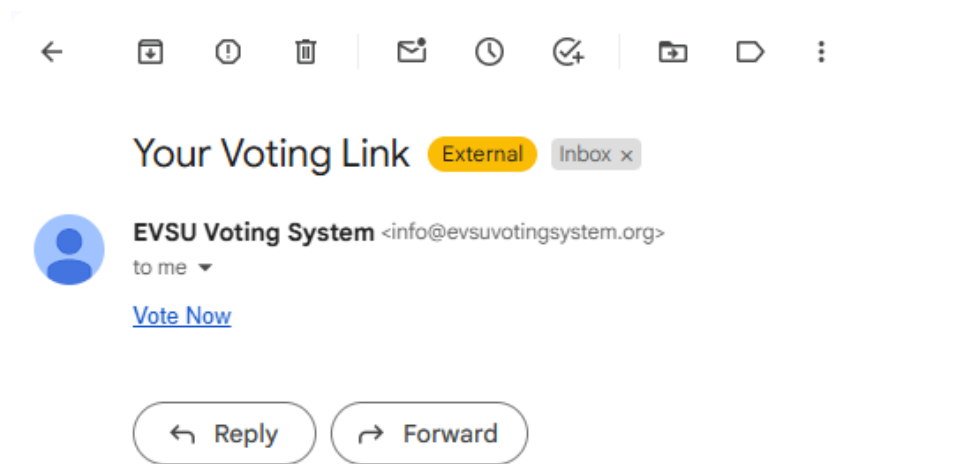 Your Voting Link External Inbox ×
EVSU Voting System <info@evsuvotingsystem.org>
to me
Vote Now
Reply Forward